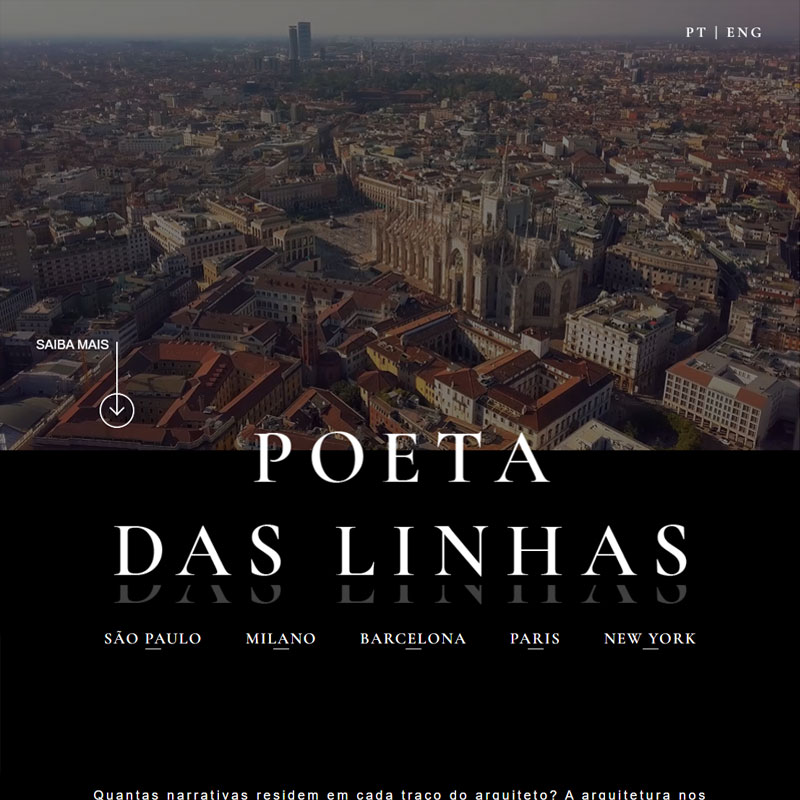 PT | ENG
SAIBA MAIS
POETA
DAS LINHAS
SÃO PAULO MILANO BARCELONA PARIS NEW YORK
Quantas narrativas residem em cada traço do arquiteto? A arquitetura nos